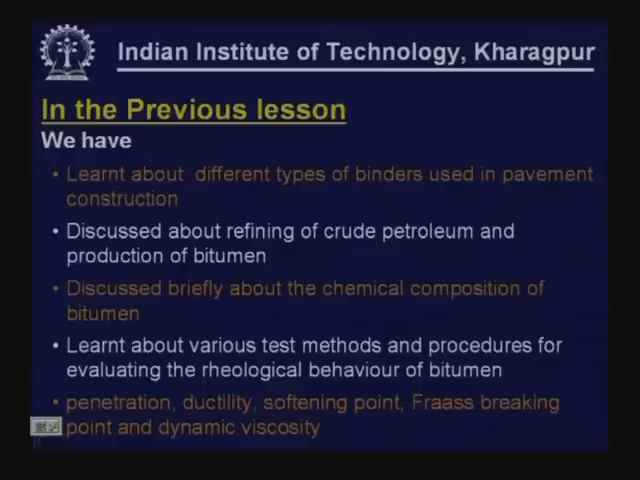 Indian Institute of Technology, Kharagpur
In the Previous lesson
We have
• Learnt about different types of binders used in pavement
construction
• Discussed about refining of crude petroleum and
production of bitumen
• Discussed briefly about the chemical composition of
bitumen
• Learnt about various test methods and procedures for
evaluating the rheological behaviour of bitumen
• penetration, ductility, softening point, Fraass breaking
point and dynamic viscosity